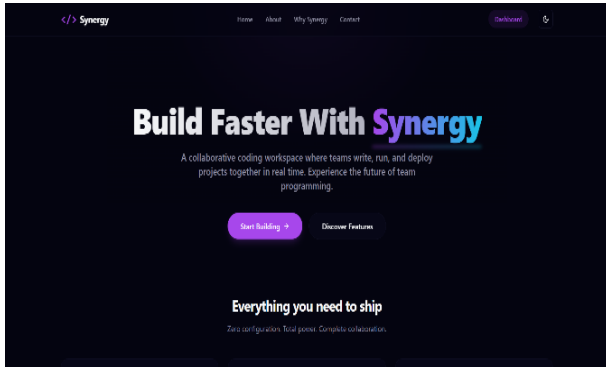 </> Synergy
Home About Why Synergy Contact
Dashboard
Build Faster With Synergy
A collaborative coding workspace where teams write, run, and deploy
projects together in real time. Experience the future of team
programming.
Start Building →
Discover Features
Everything you need to ship
Zero configuration. Total power. Complete collaboration.